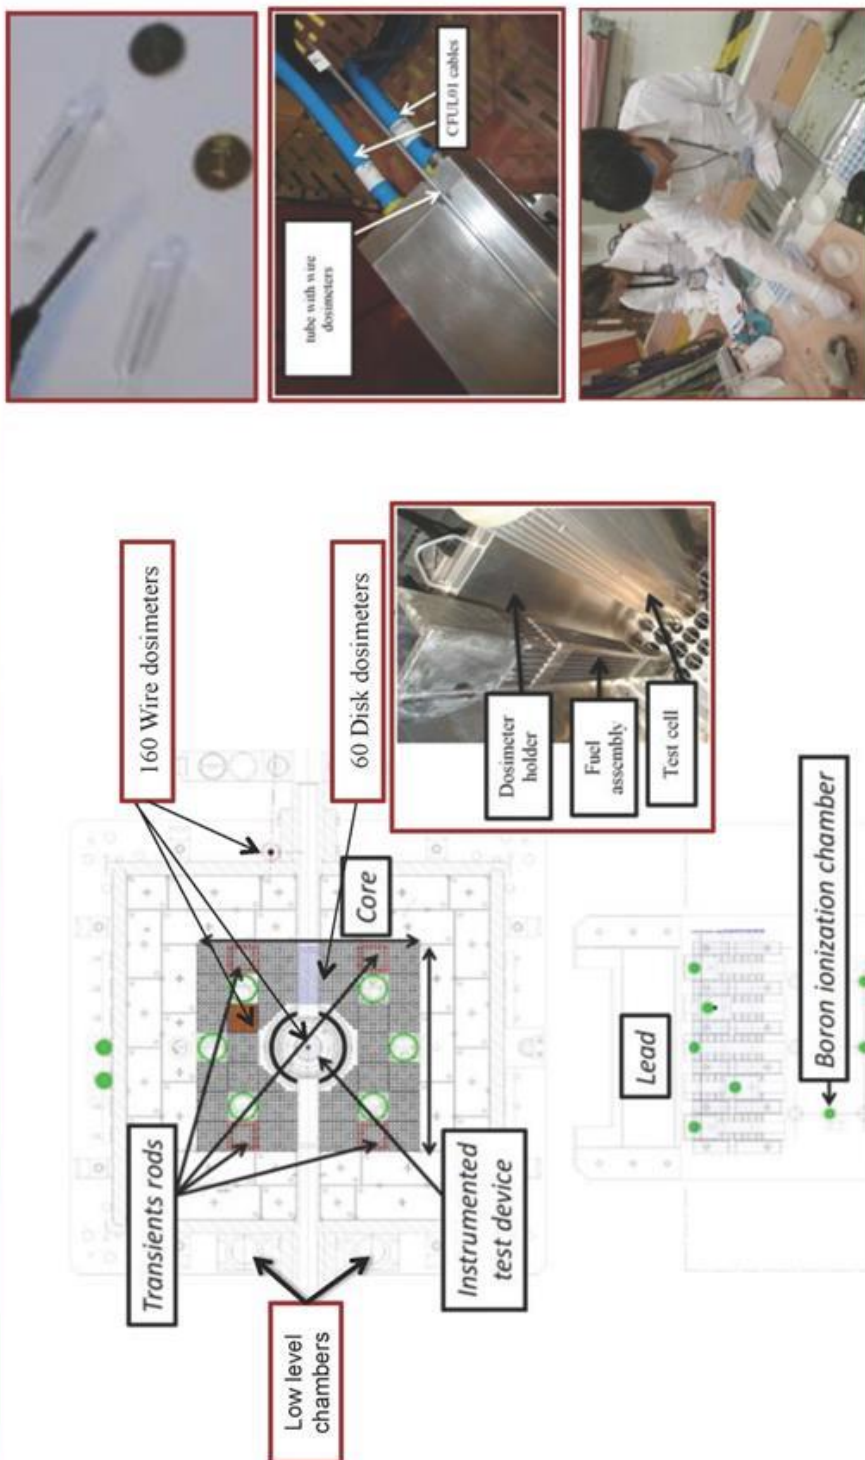 160 Wire dosimeters
60 Disk dosimeters
Transients rods
Core
Low level
chambers
Instrumented
test device
Lead
Boron ionization chamber
Dosimeter
holder
Fuel
assembly
Test cell
tube with wire
dosimeters
CFUL01 cables